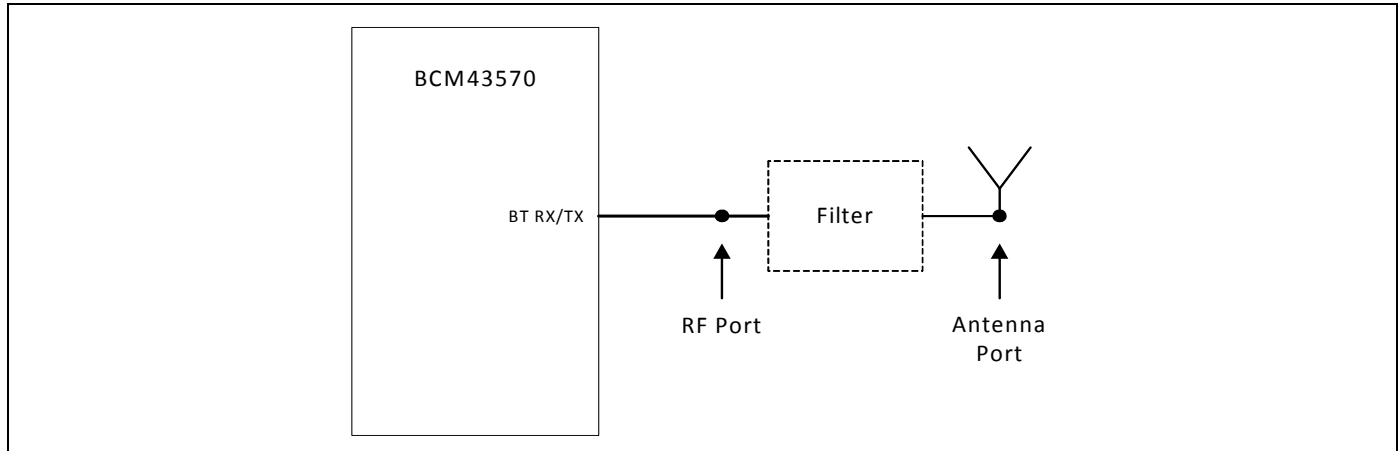 BCM43570
BT RX/TX
Filter
RF Port
Antenna
Port